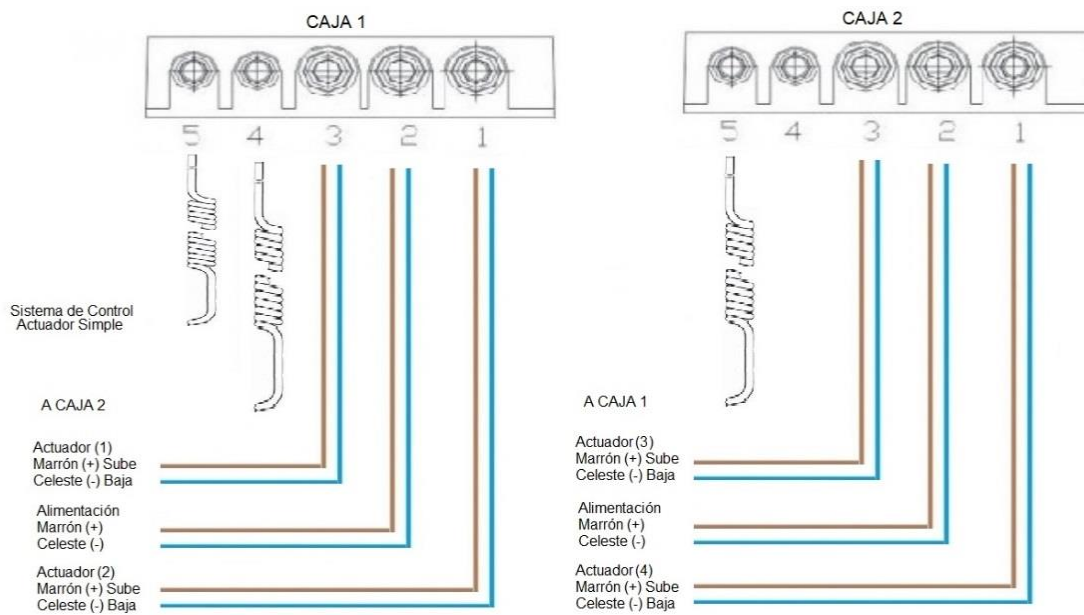 CAJA 1
5 4 3 2 1
Sistema de Control
Actuador Simple
A CAJA 2
Actuador (1)
Marrón (+) Sube
Celeste (-) Baja
Alimentación
Marrón (+)
Celeste (-)
Actuador (2)
Marrón (+) Sube
Celeste (-) Baja
CAJA 2
5 4 3 2 1
A CAJA 1
Actuador (3)
Marrón (+) Sube
Celeste (-) Baja
Alimentación
Marrón (+)
Celeste (-)
Actuador (4)
Marrón (+) Sube
Celeste (-) Baja